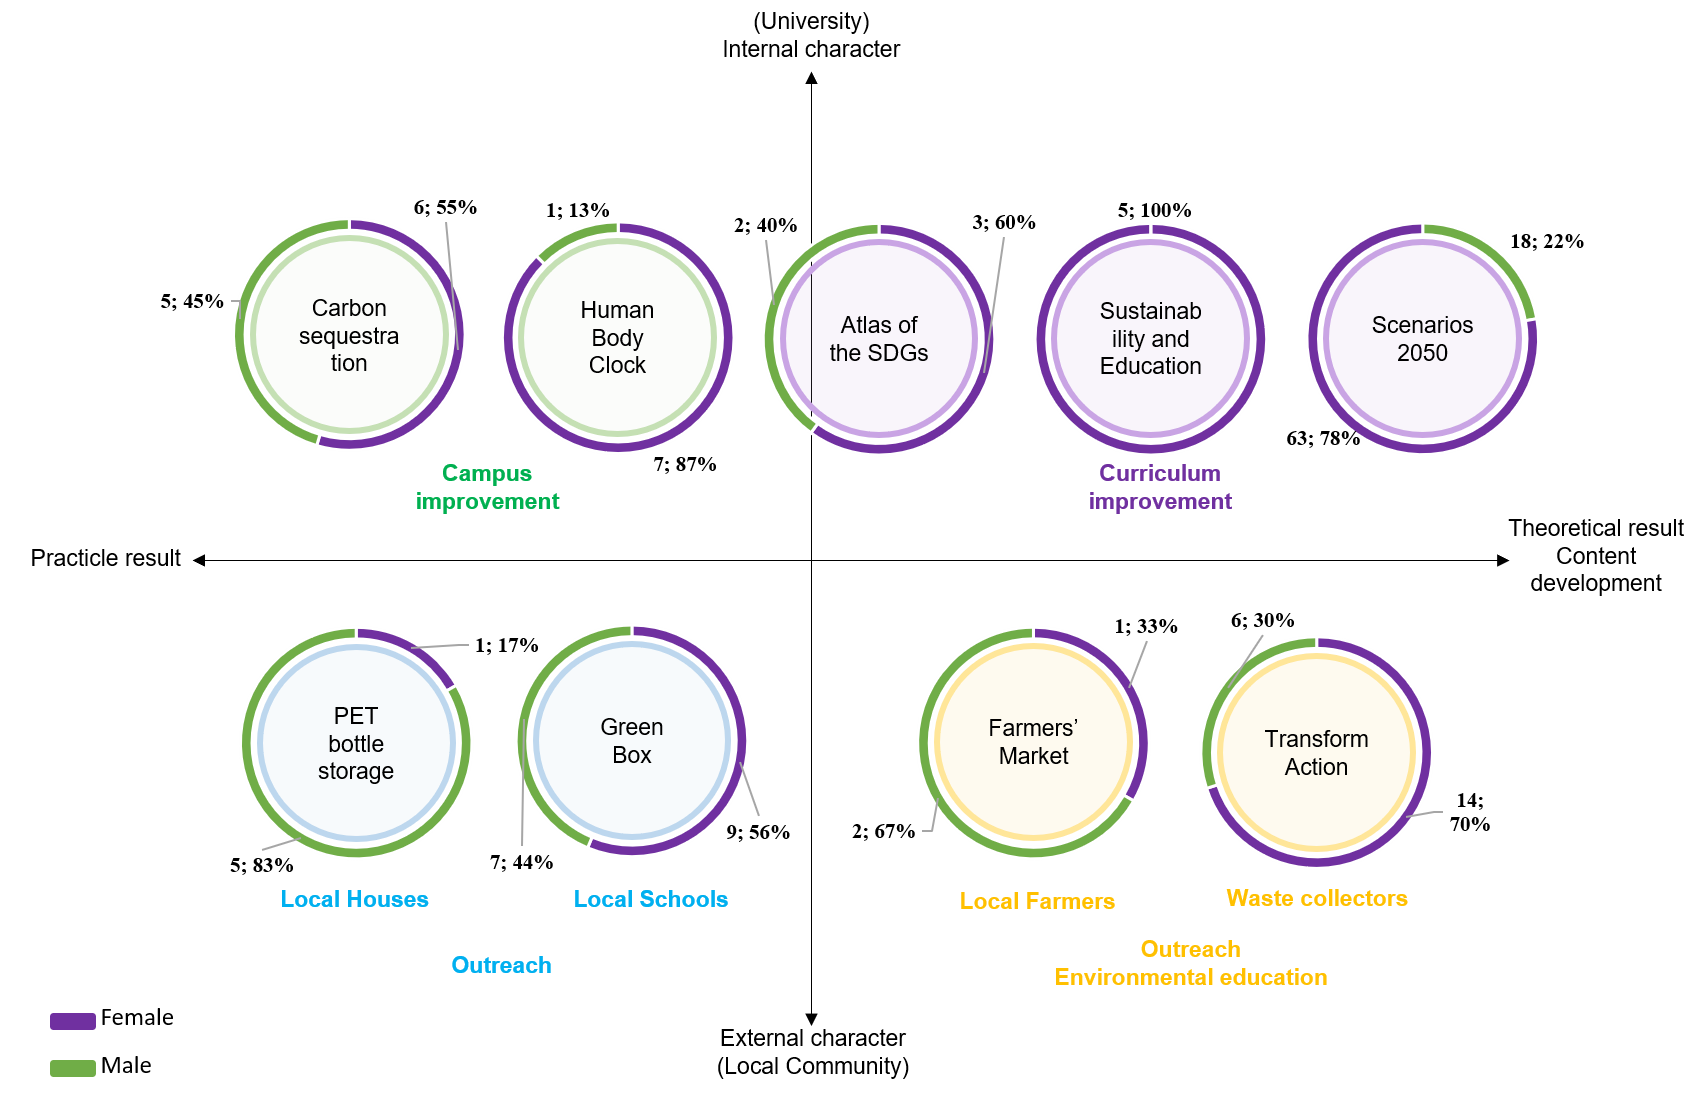 (University)
Internal character
6; 55%
1; 13%
2; 40%
3; 60%
5; 100%
18; 22%
5; 45%
Carbon
sequestra
tion
Human
Body
Clock
Atlas of
the SDGs
Sustainab
ility and
Education
Scenarios
2050
63; 78%
7; 87%
Campus
improvement
Curriculum
improvement
Practicle result
Theoretical result
Content
development
1; 17%
1; 33%
6; 30%
PET
bottle
storage
Green
Box
Farmers’
Market
Transform
Action
5; 83%
7; 44%
9; 56%
2; 67%
14;
70%
Local Houses
Local Schools
Local Farmers
Waste collectors
Outreach
Outreach
Environmental education
Female
Male
External character
(Local Community)